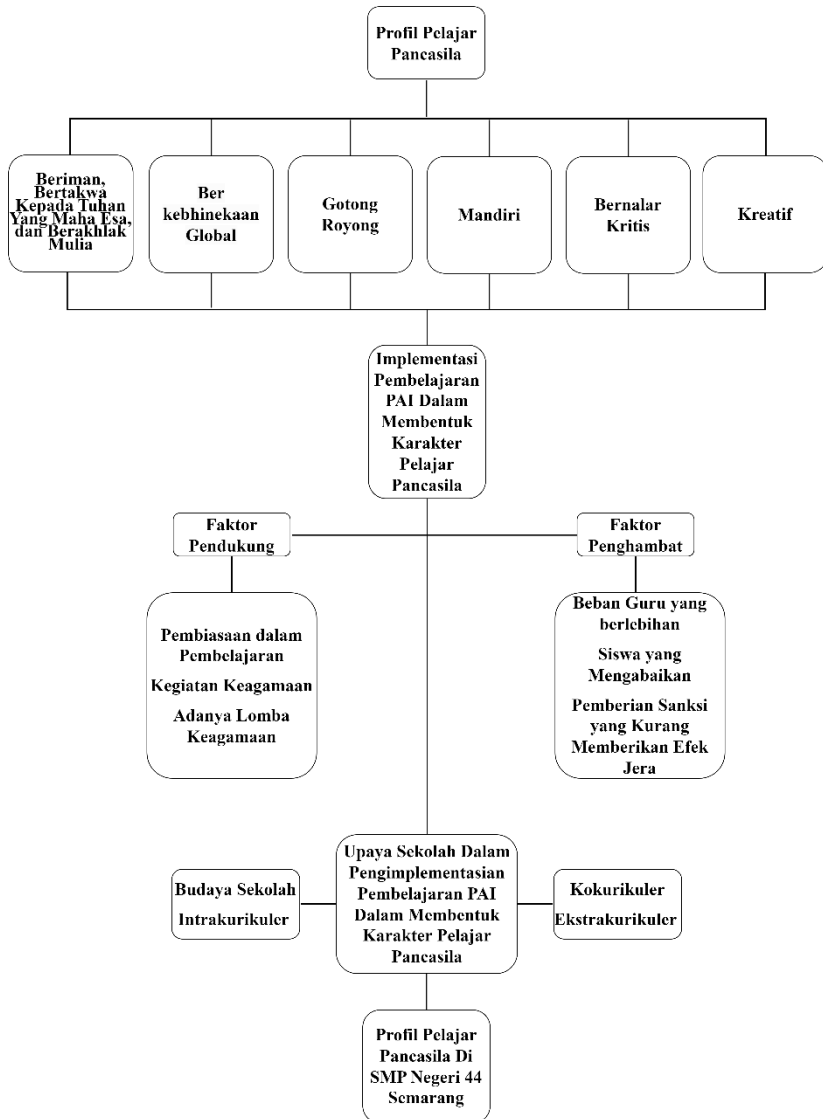 Profil Pelajar
Pancasila
Beriman,
Bertakwa
Kepada Tuhan
Yang Maha Esa,
dan Berakhlak
Mulia
Ber
kebhinekaan
Global
Gotong
Royong
Mandiri
Bernalar
Kritis
Kreatif
Implementasi
Pembelajaran
PAI Dalam
Membentuk
Karakter
Pelajar
Pancasila
Faktor
Pendukung
Faktor
Penghambat
Pembiasaan dalam
Pembelajaran
Kegiatan Keagamaan
Adanya Lomba
Keagamaan
Beban Guru yang
berlebihan
Siswa yang
Mengabaikan
Pemberian Sanksi
yang Kurang
Memberikan Efek
Jera
Budaya Sekolah
Intrakurikuler
Upaya Sekolah Dalam
Pengimplementasian
Pembelajaran PAI
Dalam Membentuk
Karakter Pelajar
Pancasila
Kokurikuler
Ekstrakurikuler
Profil Pelajar
Pancasila Di
SMP Negeri 44
Semarang